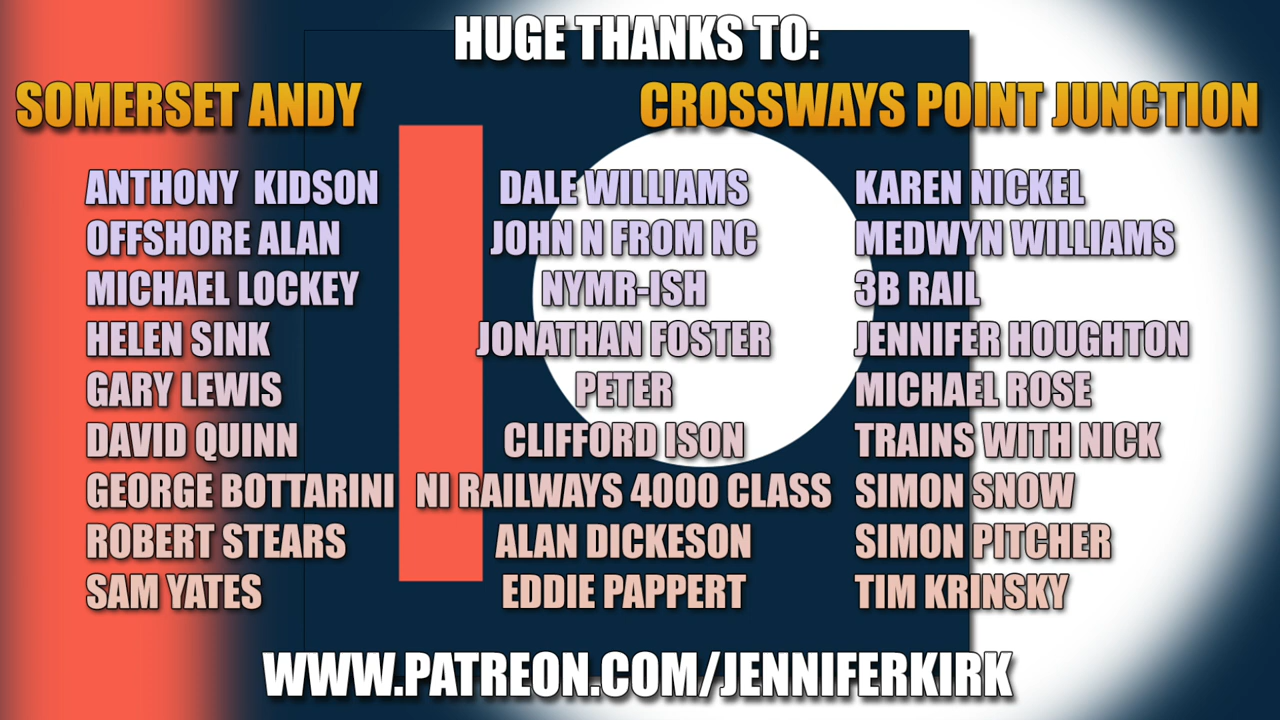 HUGE THANKS TO:
SOMERSET ANDY
CROSSWAYS POINT JUNCTION
ANTHONY KIDSON
OFFSHORE ALAN
MICHAEL LOCKEY
HELEN SINK
GARY LEWIS
DAVID QUINN
GEORGE BOTTARINI
ROBERT STEARS
SAM YATES
DALE WILLIAMS
JOHN N FROM NC
NYMR-ISH
JONATHAN FOSTER
PETER
CLIFFORD ISON
NI RAILWAYS 4000 CLASS
ALAN DICKESON
EDDIE PAPPERT
KAREN NICKEL
MEDWYN WILLIAMS
3B RAIL
JENNIFER HOUGHTON
MICHAEL ROSE
TRAINS WITH NICK
SIMON SNOW
SIMON PITCHER
TIM KRINSKY
WWW.PATREON.COM/JENNIFERKIRK